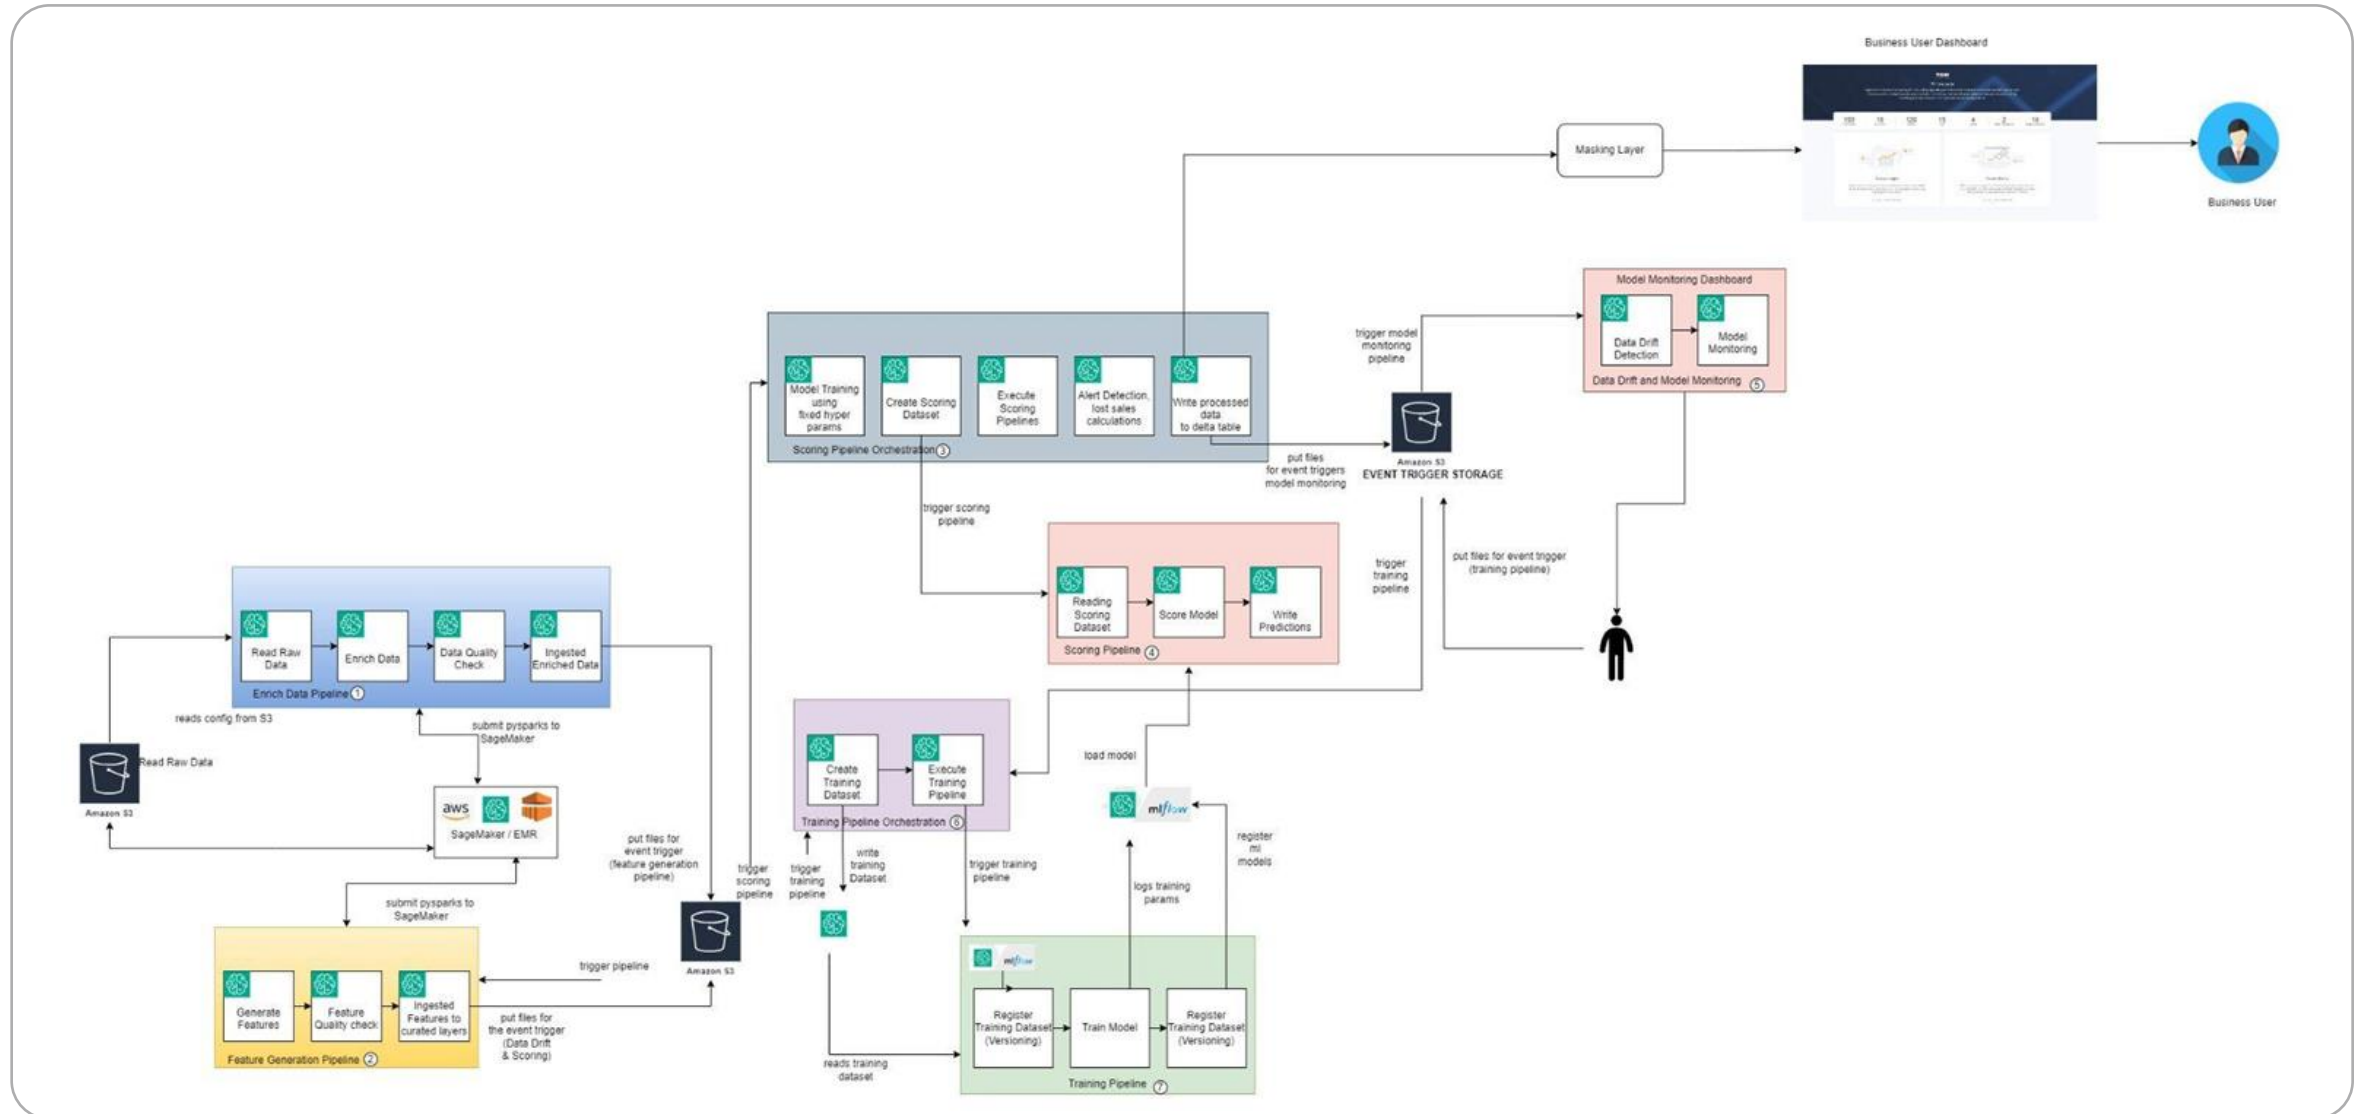 Business User Dashboard
Masking Layer
Business User
Model Monitoring Dashboard
Data Drift
Detection
Model
Monitoring
Data Drift and Model Monitoring 5
trigger model
monitoring
pipeline
Model Training
using
fixed hyper
params
Create Scoring
Dataset
Execute
Scoring
Pipelines
Alert Detection,
lost sales
calculations
Write processed
data
to delta table
Scoring Pipeline Orchestration 3
put files
for event triggers
model monitoring
Amazon S3
EVENT TRIGGER STORAGE
trigger scoring
pipeline
Reading
Scoring
Dataset
Score Model
Write
Predictions
Scoring Pipeline 4
trigger
training
pipeline
put files for event trigger
(training pipeline)
Read Raw
Data
Enrich Data
Data Quality
Check
Ingested
Enriched Data
Enrich Data Pipeline 1
reads config from S3
submit pysparks to
SageMaker
Read Raw Data
Amazon S3
aws
SageMaker / EMR
submit pysparks to
SageMaker
put files for
event trigger
(feature generation
pipeline)
trigger
scoring
pipeline
Amazon S3
trigger pipeline
Generate
Features
Feature
Quality check
Ingested
Features to
curated layers
Feature Generation Pipeline 2
put files for
the event trigger
(Data Drift
& Scoring)
Create
Training
Dataset
Execute
Training
Pipeline
Training Pipeline Orchestration 6
trigger
training
pipeline
write
training
Dataset
trigger training
pipeline
load model
mlflow
register
ml
models
logs training
params
reads training
dataset
mlflow
Register
Training Dataset
(Versioning)
Train Model
Register
Training Dataset
(Versioning)
Training Pipeline 7